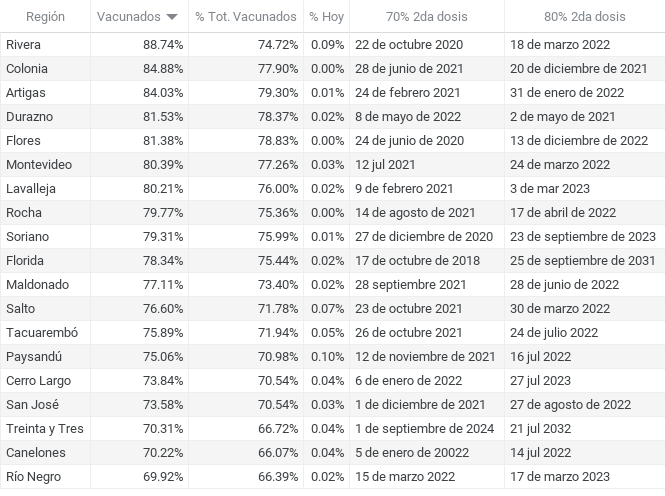 Región Vacunados % Tot. Vacunados % Hoy 70% 2da dosis 80% 2da dosis
Rivera 88.74% 74.72% 0.09% 22 de octubre 2020 18 de marzo 2022
Colonia 84.88% 77.90% 0.00% 28 de junio de 2021 20 de diciembre de 2021
Artigas 84.03% 79.30% 0.01% 24 de febrero 2021 31 de enero de 2022
Durazno 81.53% 78.37% 0.02% 8 de mayo de 2022 2 de mayo de 2021
Flores 81.38% 78.83% 0.00% 24 de junio de 2020 13 de diciembre de 2022
Montevideo 80.39% 77.26% 0.03% 12 jul 2021 24 de marzo 2022
Lavalleja 80.21% 76.00% 0.02% 9 de febrero 2021 3 de mar 2023
Rocha 79.77% 75.36% 0.00% 14 de agosto de 2021 17 de abril de 2022
Soriano 79.31% 75.99% 0.01% 27 de diciembre de 2020 23 de septiembre de 2023
Florida 78.34% 75.44% 0.02% 17 de octubre de 2018 25 de septiembre de 2031
Maldonado 77.11% 73.40% 0.02% 28 septiembre 2021 28 de junio de 2022
Salto 76.60% 71.78% 0.07% 23 de octubre 2021 30 de marzo 2022
Tacuarembó 75.89% 71.94% 0.05% 26 de octubre 2021 24 de julio 2022
Paysandú 75.06% 70.98% 0.10% 12 de noviembre de 2021 16 jul 2022
Cerro Largo 73.84% 70.54% 0.04% 6 de enero de 2022 27 jul 2023
San José 73.58% 70.54% 0.03% 1 de diciembre de 2021 27 de agosto de 2022
Treinta y Tres 70.31% 66.72% 0.04% 1 de septiembre de 2024 21 jul 2032
Canelones 70.22% 66.07% 0.04% 5 de enero de 20022 14 jul 2022
Río Negro 69.92% 66.39% 0.02% 15 de marzo 2022 17 de marzo 2023